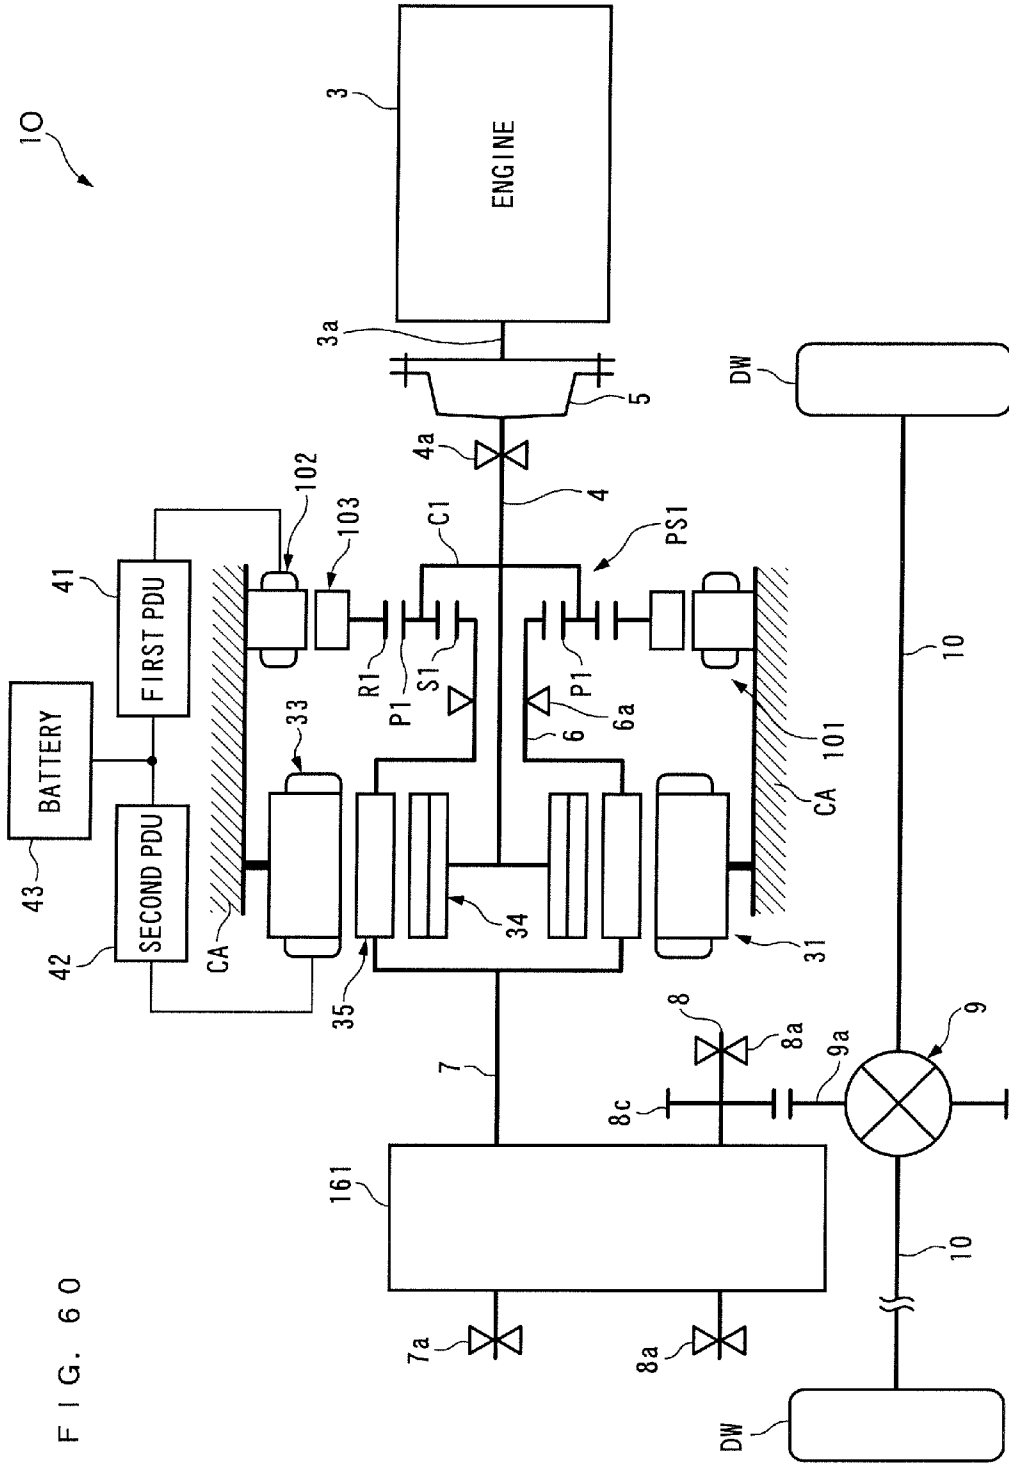 FIG. 60
10
43
BATTERY
42
SECOND PDU
41
FIRST PDU
CA
33
102
103
35
R1
P1
S1
C1
4a
3a
3
ENGINE
34
6
6a
P1
PS1
4
5
31
CA
101
7
161
7a
8a
8c
8
8a
9a
9
10
10
DW
DW